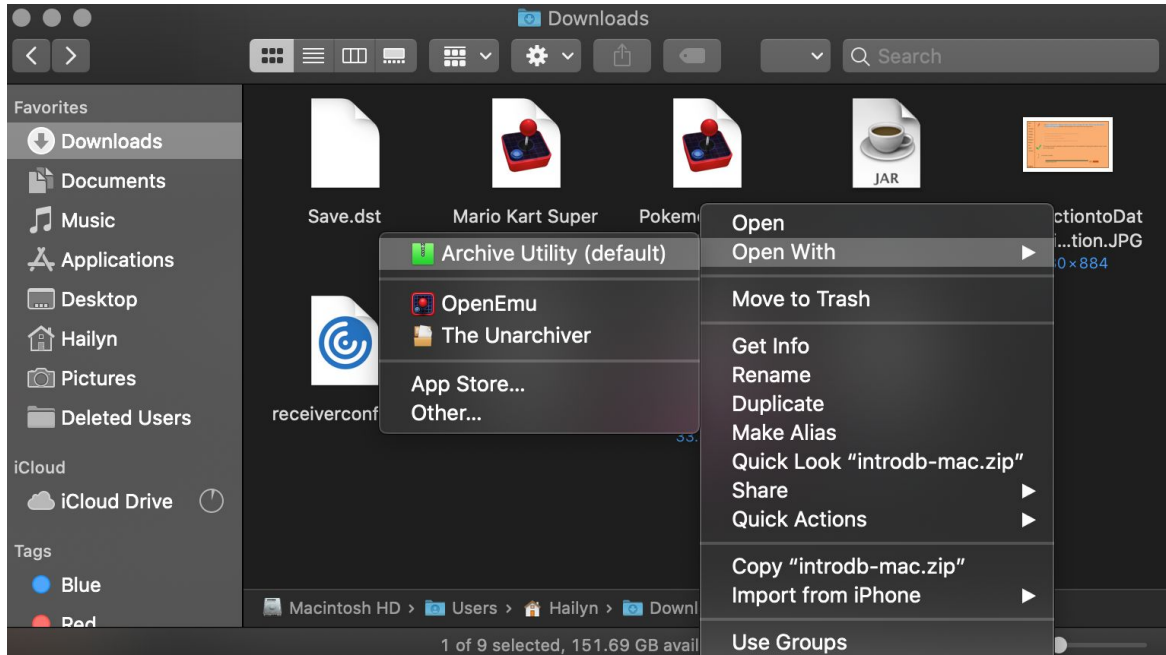 Downloads
Search
Favorites
Downloads
Documents
Music
Applications
Desktop
Hailyn
Pictures
Deleted Users
iCloud
iCloud Drive
Tags
Blue
Red
Save.dst
Mario Kart Super
Pokem
JAR
ctiontoDat
i...tion.JPG
0×884
receiverconf
33.
Archive Utility (default)
OpenEmu
The Unarchiver
App Store...
Other...
Open
Open With
Move to Trash
Get Info
Rename
Duplicate
Make Alias
Quick Look “introdb-mac.zip”
Share
Quick Actions
Copy “introdb-mac.zip”
Import from iPhone
Use Groups
Macintosh HD › Users › Hailyn › Downl
1 of 9 selected, 151.69 GB avail